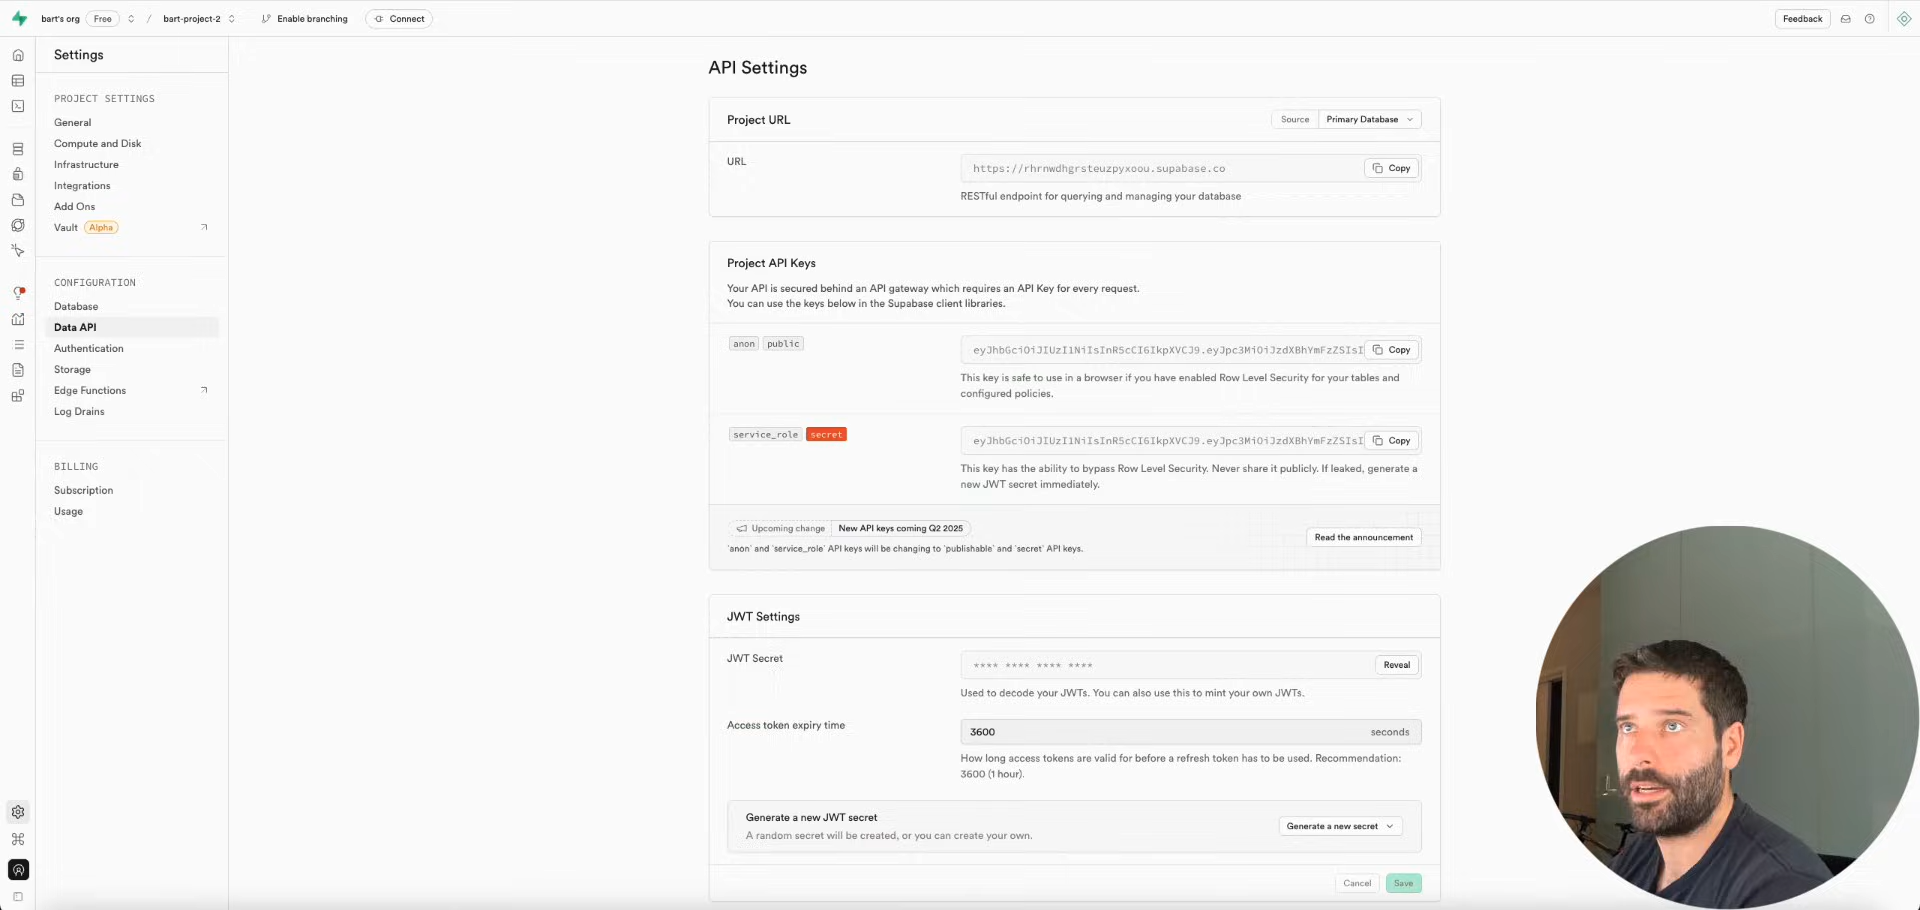 bart's org Free / bart-project-2 Enable branching Connect Feedback
Settings
PROJECT SETTINGS
General
Compute and Disk
Infrastructure
Integrations
Add Ons
Vault Alpha
CONFIGURATION
Database
Data API
Authentication
Storage
Edge Functions
Log Drains
BILLING
Subscription
Usage
API Settings
Project URL
Source Primary Database
URL
https://rhrnwdhgrsteuzpyxoou.supabase.co
Copy
RESTful endpoint for querying and managing your database
Project API Keys
Your API is secured behind an API gateway which requires an API Key for every request.
You can use the keys below in the Supabase client libraries.
anon public
eyJhbGciOiJIUzI1NiIsInR5cCI6IkpXVCJ9.eyJpc3MiOiJzdXBhYmFzZSIsI
Copy
This key is safe to use in a browser if you have enabled Row Level Security for your tables and
configured policies.
service_role secret
eyJhbGciOiJIUzI1NiIsInR5cCI6IkpXVCJ9.eyJpc3MiOiJzdXBhYmFzZSIsI
Copy
This key has the ability to bypass Row Level Security. Never share it publicly. If leaked, generate a
new JWT secret immediately.
Upcoming change New API keys coming Q2 2025
`anon` and `service_role` API keys will be changing to `publishable` and `secret` API keys.
Read the announcement
JWT Settings
JWT Secret
**** **** **** ****
Reveal
Used to decode your JWTs. You can also use this to mint your own JWTs.
Access token expiry time
3600 seconds
How long access tokens are valid for before a refresh token has to be used. Recommendation:
3600 (1 hour).
Generate a new JWT secret
A random secret will be created, or you can create your own.
Generate a new secret
Cancel Save